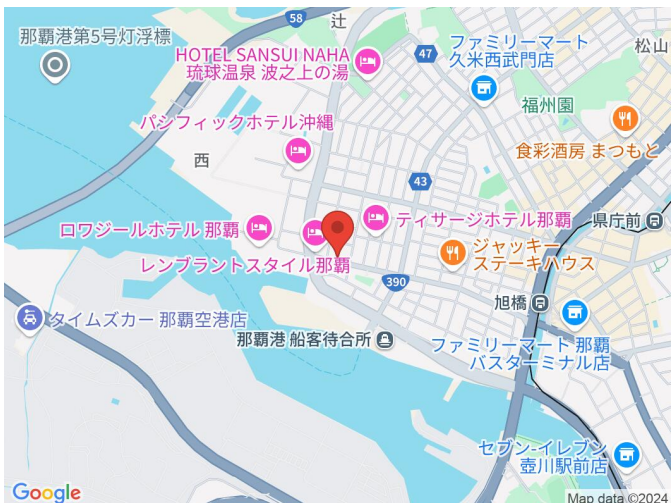 58
辻
那覇港第5号灯浮標
HOTEL SANSUI NAHA
琉球温泉 波之上の湯
47
ファミリーマート
久米西武門店
松山
福州園
パシフィックホテル沖縄
食彩酒房 まつもと
西
43
ロワジールホテル 那覇
ティサージホテル那覇
県庁前
レンブラントスタイル那覇
ジャッキー
ステーキハウス
390
旭橋
タイムズカー 那覇空港店
那覇港 船客待合所
ファミリーマート 那覇
バスターミナル店
セブン-イレブン
壺川駅前店
Google
Map data ©2024